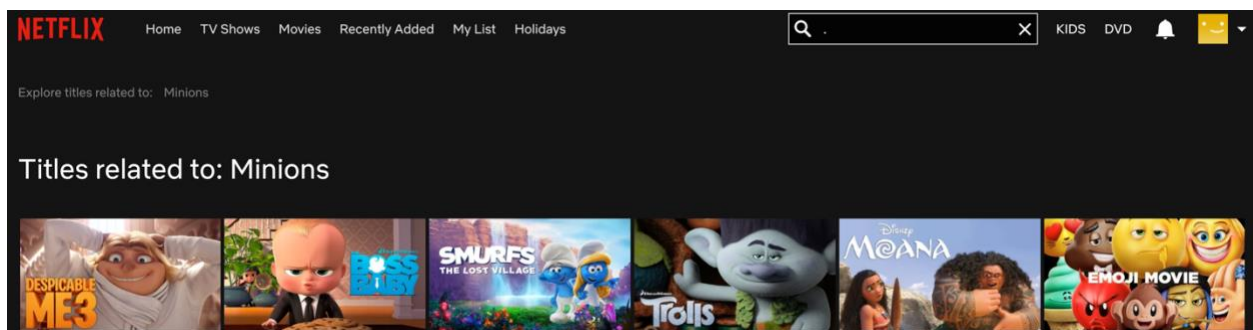 NETFLIX Home TV Shows Movies Recently Added My List Holidays . KIDS DVD
Explore titles related to: Minions
Titles related to: Minions
DESPICABLE
ME3
BOSS
BABY
SMURFS
THE LOST VILLAGE
Trolls
Disney
MOANA
EMOJI MOVIE